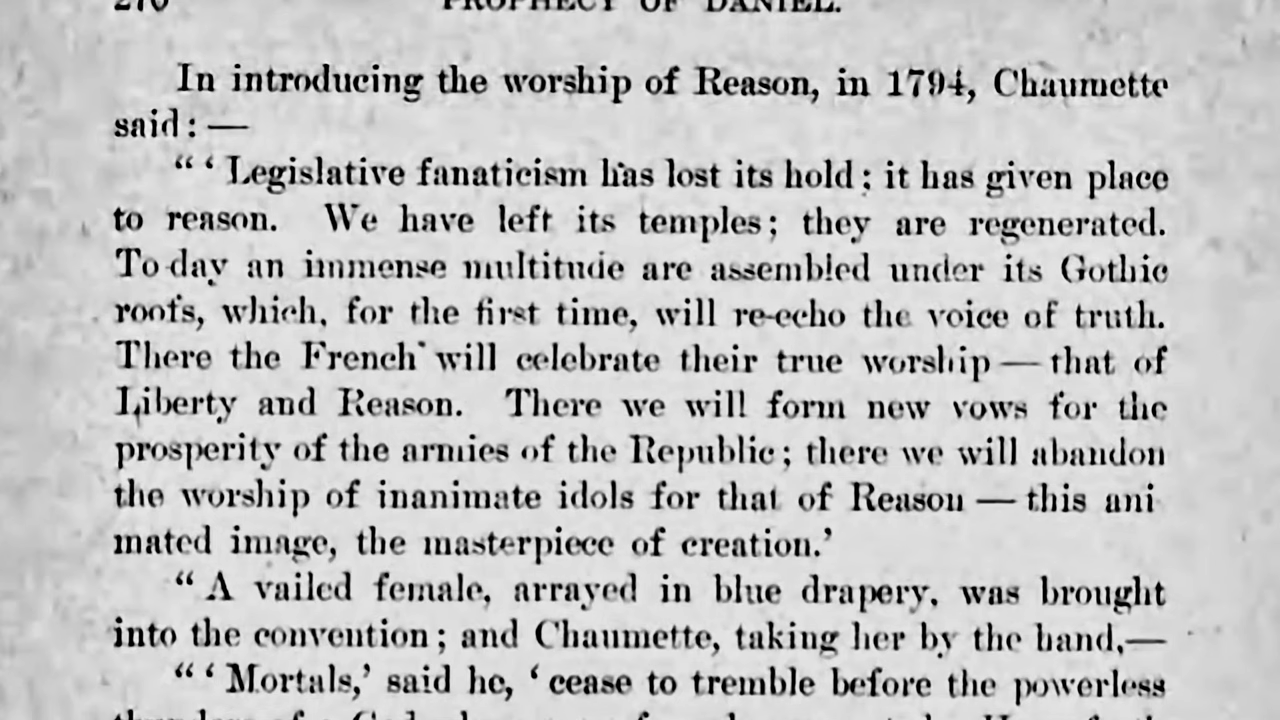 270 PROPHECY OF DANIEL.
In introducing the worship of Reason, in 1794, Chaumette
said: —
"'Legislative fanaticism has lost its hold; it has given place
to reason. We have left its temples; they are regenerated.
To-day an immense multitude are assembled under its Gothic
roofs, which, for the first time, will re-echo the voice of truth.
There the French will celebrate their true worship — that of
Liberty and Reason. There we will form new vows for the
prosperity of the armies of the Republic; there we will abandon
the worship of inanimate idols for that of Reason — this ani-
mated image, the masterpiece of creation.'
"A vailed female, arrayed in blue drapery, was brought
into the convention; and Chaumette, taking her by the hand,—
"'Mortals,' said he, 'cease to tremble before the powerless